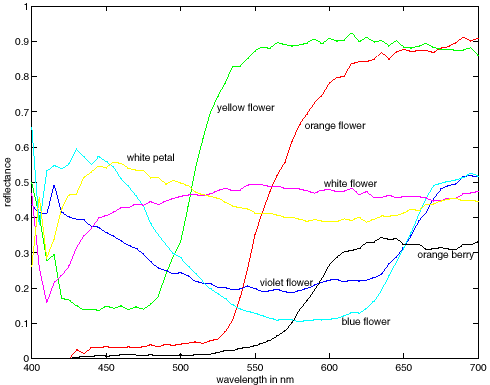 1
0.9
0.8
0.7
0.6
0.5
0.4
0.3
0.2
0.1
0
reflectance
yellow flower
orange flower
white petal
white flower
orange berry
violet flower
blue flower
400 450 500 550 600 650 700
wavelength in nm